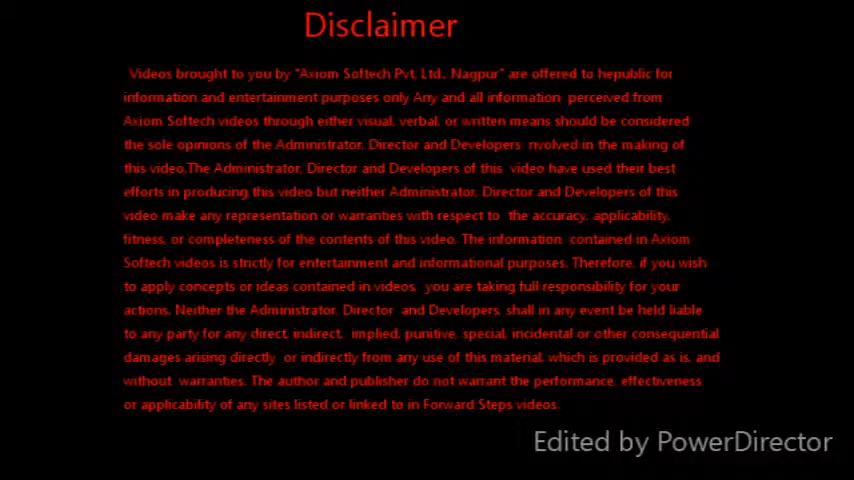 Disclaimer
Videos brought to you by "Axiom Softech Pvt. Ltd., Nagpur" are offered to hepublic for
information and entertainment purposes only Any and all information perceived from
Axiom Softech videos through either visual, verbal, or written means should be considered
the sole opinions of the Administrator, Director and Developers nvolved in the making of
this video.The Administrator, Director and Developers of this video have used their best
efforts in producing this video but neither Administrator, Director and Developers of this
video make any representation or warranties with respect to the accuracy, applicability,
fitness, or completeness of the contents of this video. The information contained in Axiom
Softech videos is strictly for entertainment and informational purposes. Therefore, if you wish
to apply concepts or ideas contained in videos, you are taking full responsibility for your
actions. Neither the Administrator, Director and Developers, shall in any event be held liable
to any party for any direct, indirect, implied, punitive, special, incidental or other consequential
damages arising directly or indirectly from any use of this material, which is provided as is, and
without warranties. The author and publisher do not warrant the performance, effectiveness
or applicability of any sites listed or linked to in Forward Steps videos.
Edited by PowerDirector